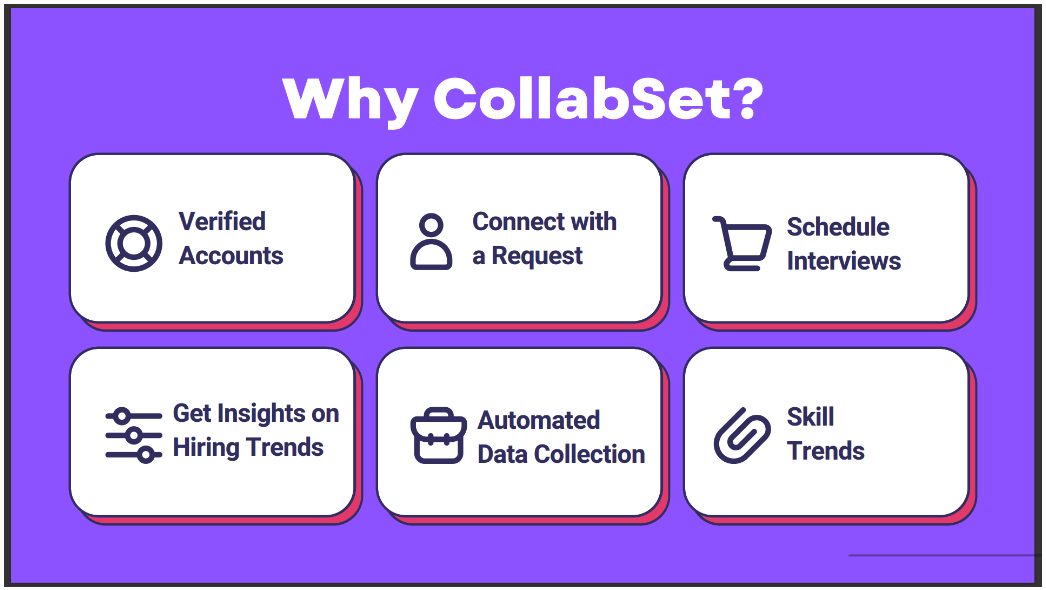 Why CollabSet?
Verified
Accounts
Connect with
a Request
Schedule
Interviews
Get Insights on
Hiring Trends
Automated
Data Collection
Skill
Trends